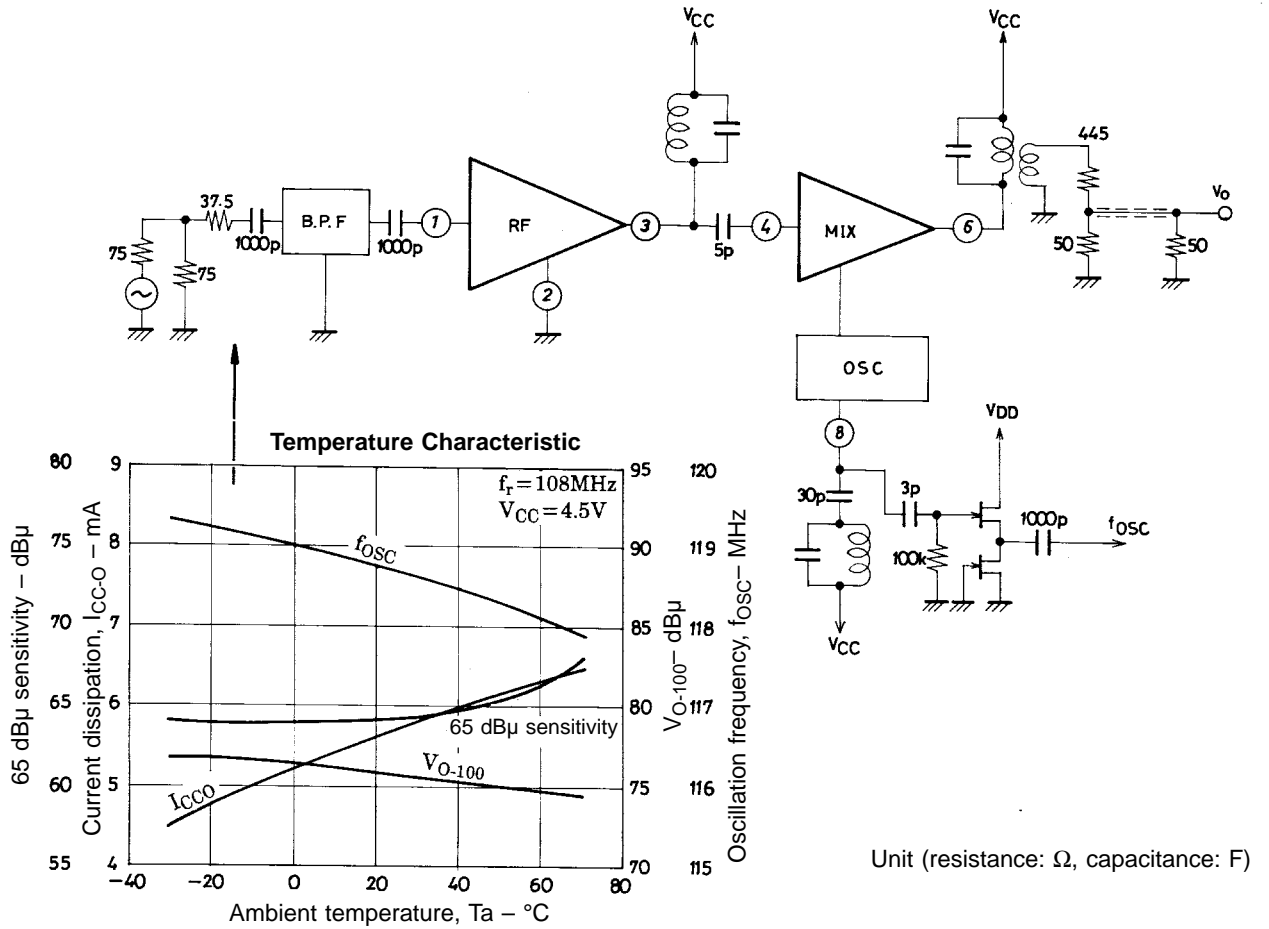 VCC
VCC
445
37.5
1000p
B.P.F
1000p
1
RF
3
5p
4
MIX
6
VO
75
75
2
50
50
OSC
8
VDD
30p
3p
100k
1000p
fOSC
VCC
Temperature Characteristic
fr=108MHz
VCC=4.5V
fOSC
65 dBμ sensitivity
VO-100
ICCO
65 dBμ sensitivity – dBμ
80
75
70
65
60
55
Current dissipation, ICC-O – mA
9
8
7
6
5
4
95
90
85
80
75
70
VO-100– dBμ
120
119
118
117
116
115
Oscillation frequency, fOSC– MHz
–40 –20 0 20 40 60 80
Ambient temperature, Ta – °C
Unit (resistance: Ω, capacitance: F)